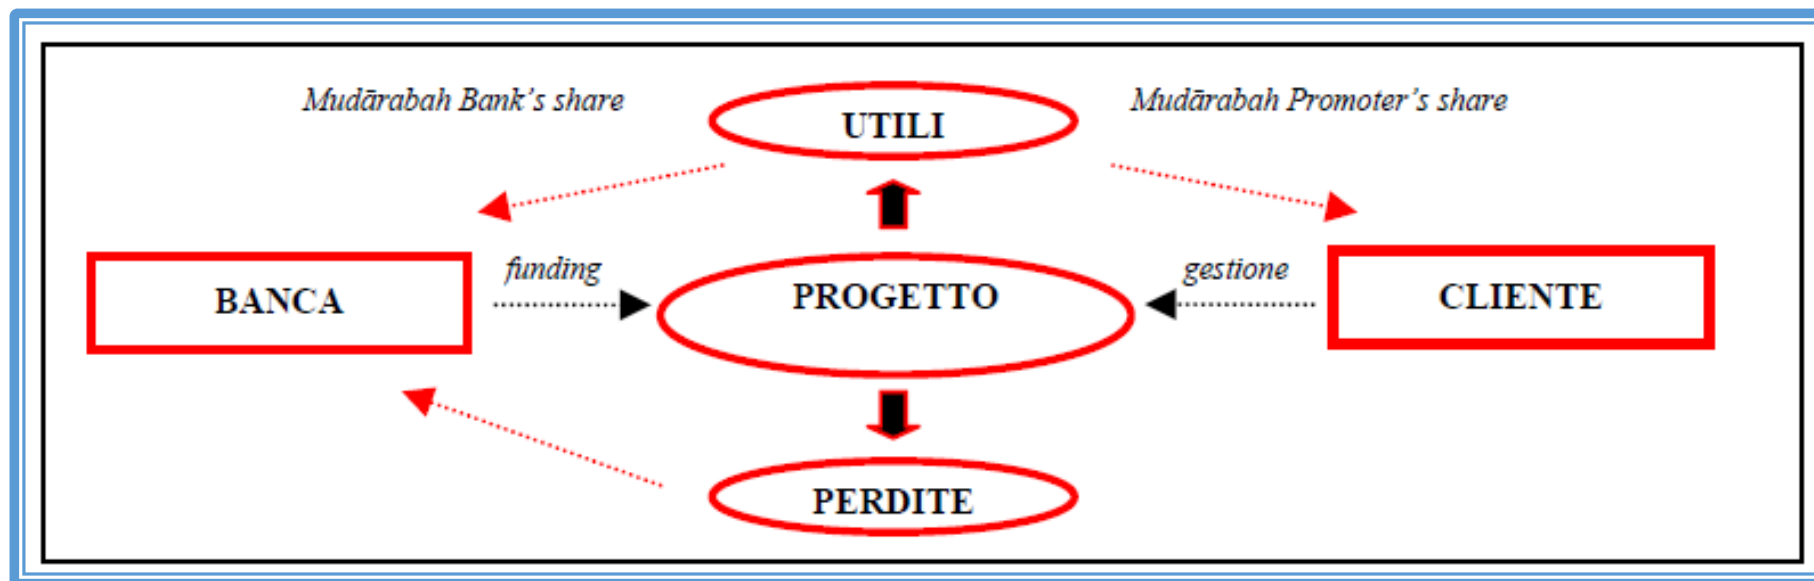 Mudārabah Bank's share
UTILI
Mudārabah Promoter's share
BANCA
funding
PROGETTO
gestione
CLIENTE
PERDITE